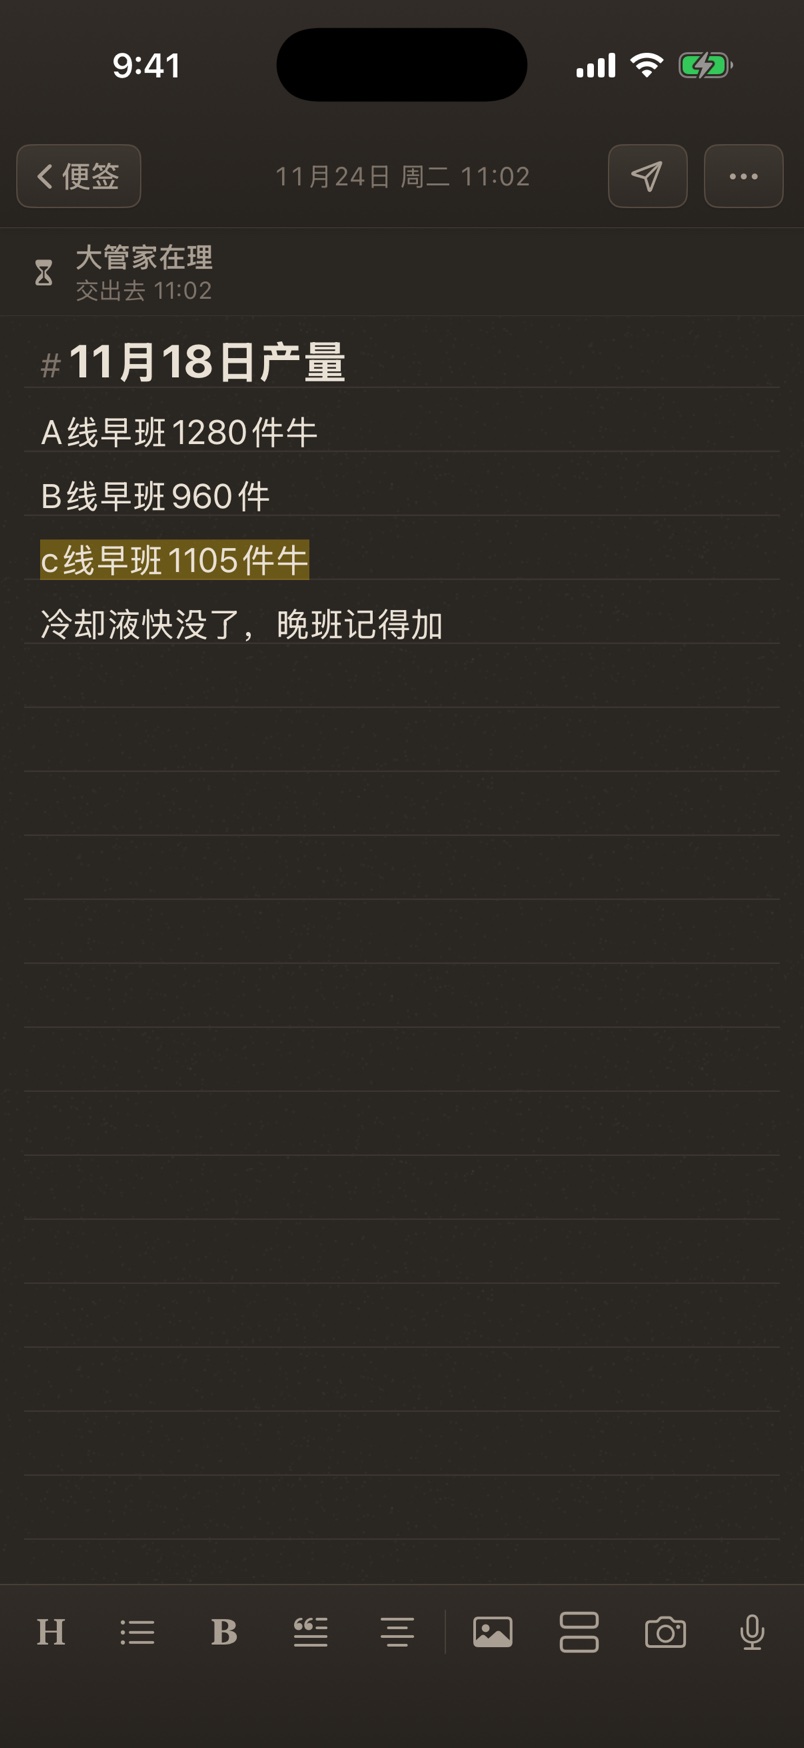 9:41
便签
11月24日 周二 11:02
大管家在理
交出去 11:02
# 11月18日产量
A线早班1280件牛
B线早班960件
c线早班1105件牛
冷却液快没了，晚班记得加
H
B